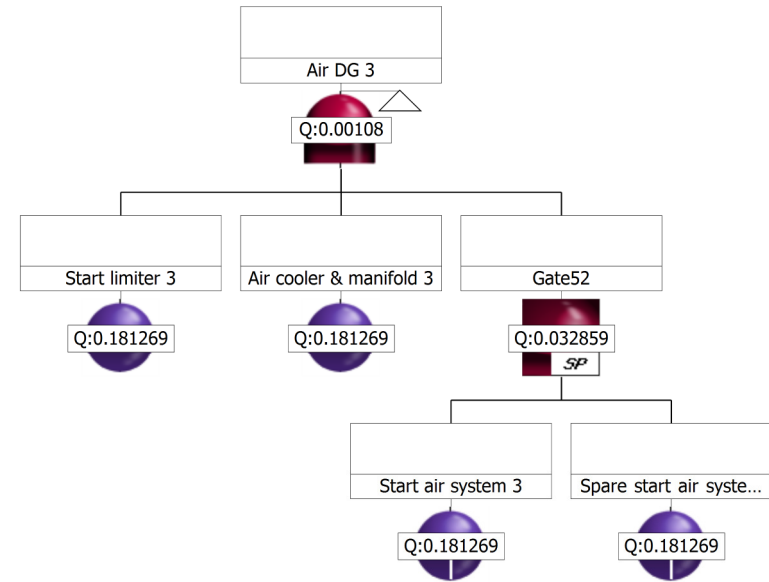 Air DG 3
Q:0.00108
Start limiter 3
Air cooler & manifold 3
Gate52
Q:0.181269
Q:0.181269
Q:0.032859
SP
Start air system 3
Spare start air syste...
Q:0.181269
Q:0.181269